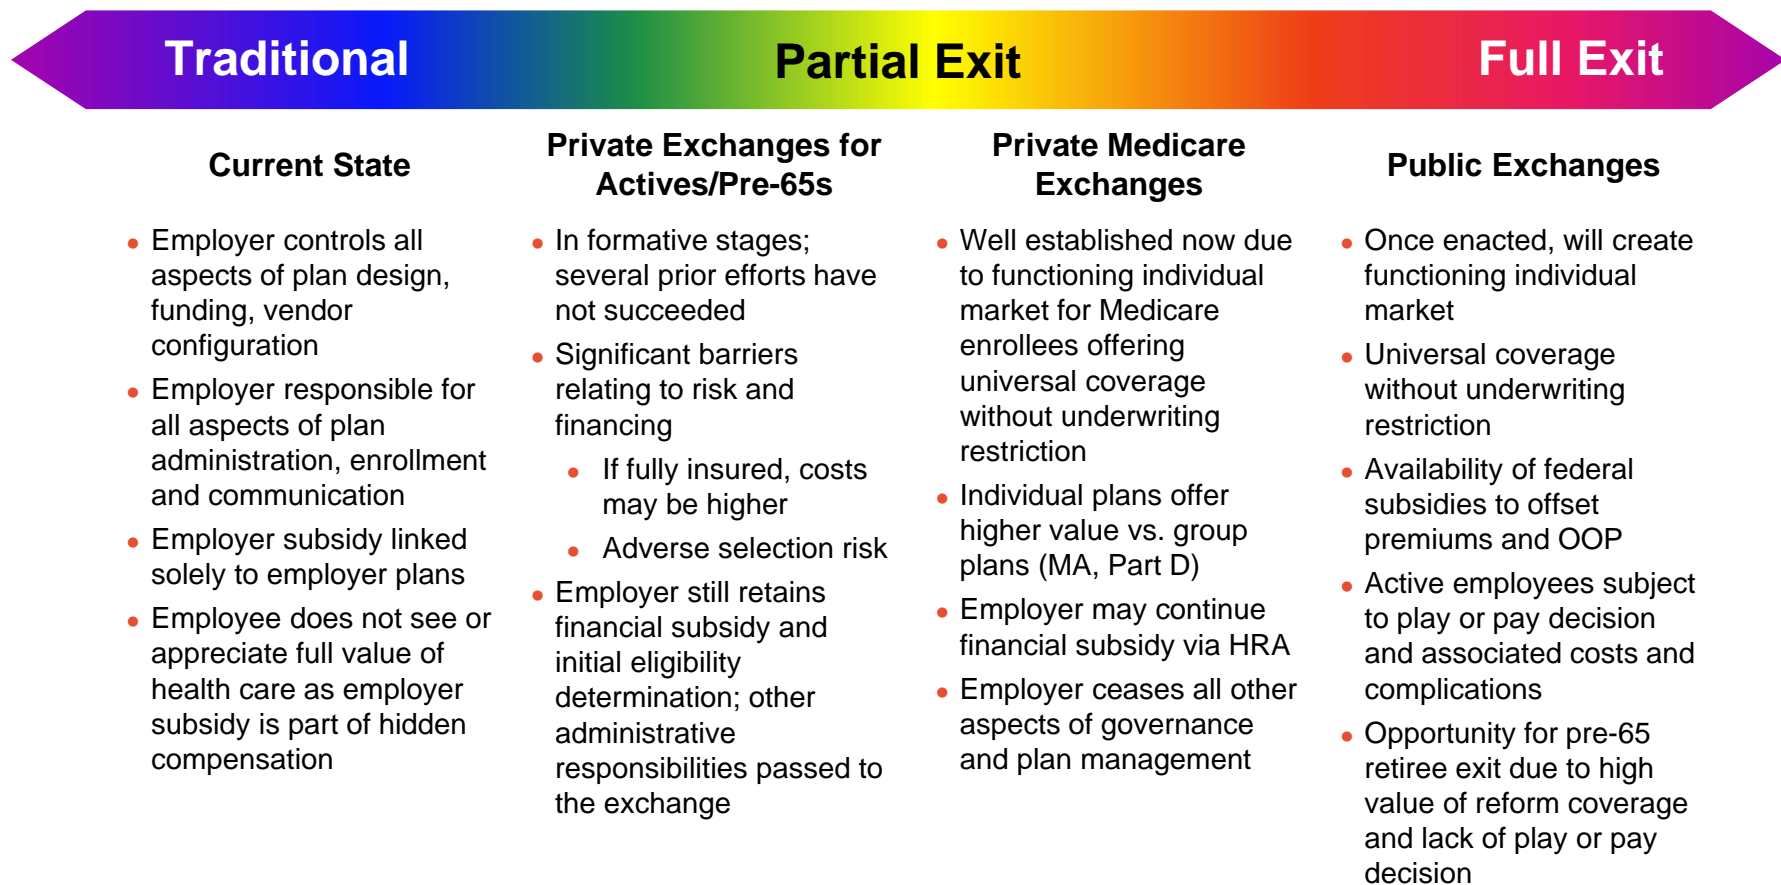 Traditional
Partial Exit
Full Exit
Current State
• Employer controls all
aspects of plan design,
funding, vendor
configuration
• Employer responsible for
all aspects of plan
administration, enrollment
and communication
• Employer subsidy linked
solely to employer plans
• Employee does not see or
appreciate full value of
health care as employer
subsidy is part of hidden
compensation
Private Exchanges for
Actives/Pre-65s
• In formative stages;
several prior efforts have
not succeeded
• Significant barriers
relating to risk and
financing
• If fully insured, costs
may be higher
• Adverse selection risk
• Employer still retains
financial subsidy and
initial eligibility
determination; other
administrative
responsibilities passed to
the exchange
Private Medicare
Exchanges
• Well established now due
to functioning individual
market for Medicare
enrollees offering
universal coverage
without underwriting
restriction
• Individual plans offer
higher value vs. group
plans (MA, Part D)
• Employer may continue
financial subsidy via HRA
• Employer ceases all other
aspects of governance
and plan management
Public Exchanges
• Once enacted, will create
functioning individual
market
• Universal coverage
without underwriting
restriction
• Availability of federal
subsidies to offset
premiums and OOP
• Active employees subject
to play or pay decision
and associated costs and
complications
• Opportunity for pre-65
retiree exit due to high
value of reform coverage
and lack of play or pay
decision